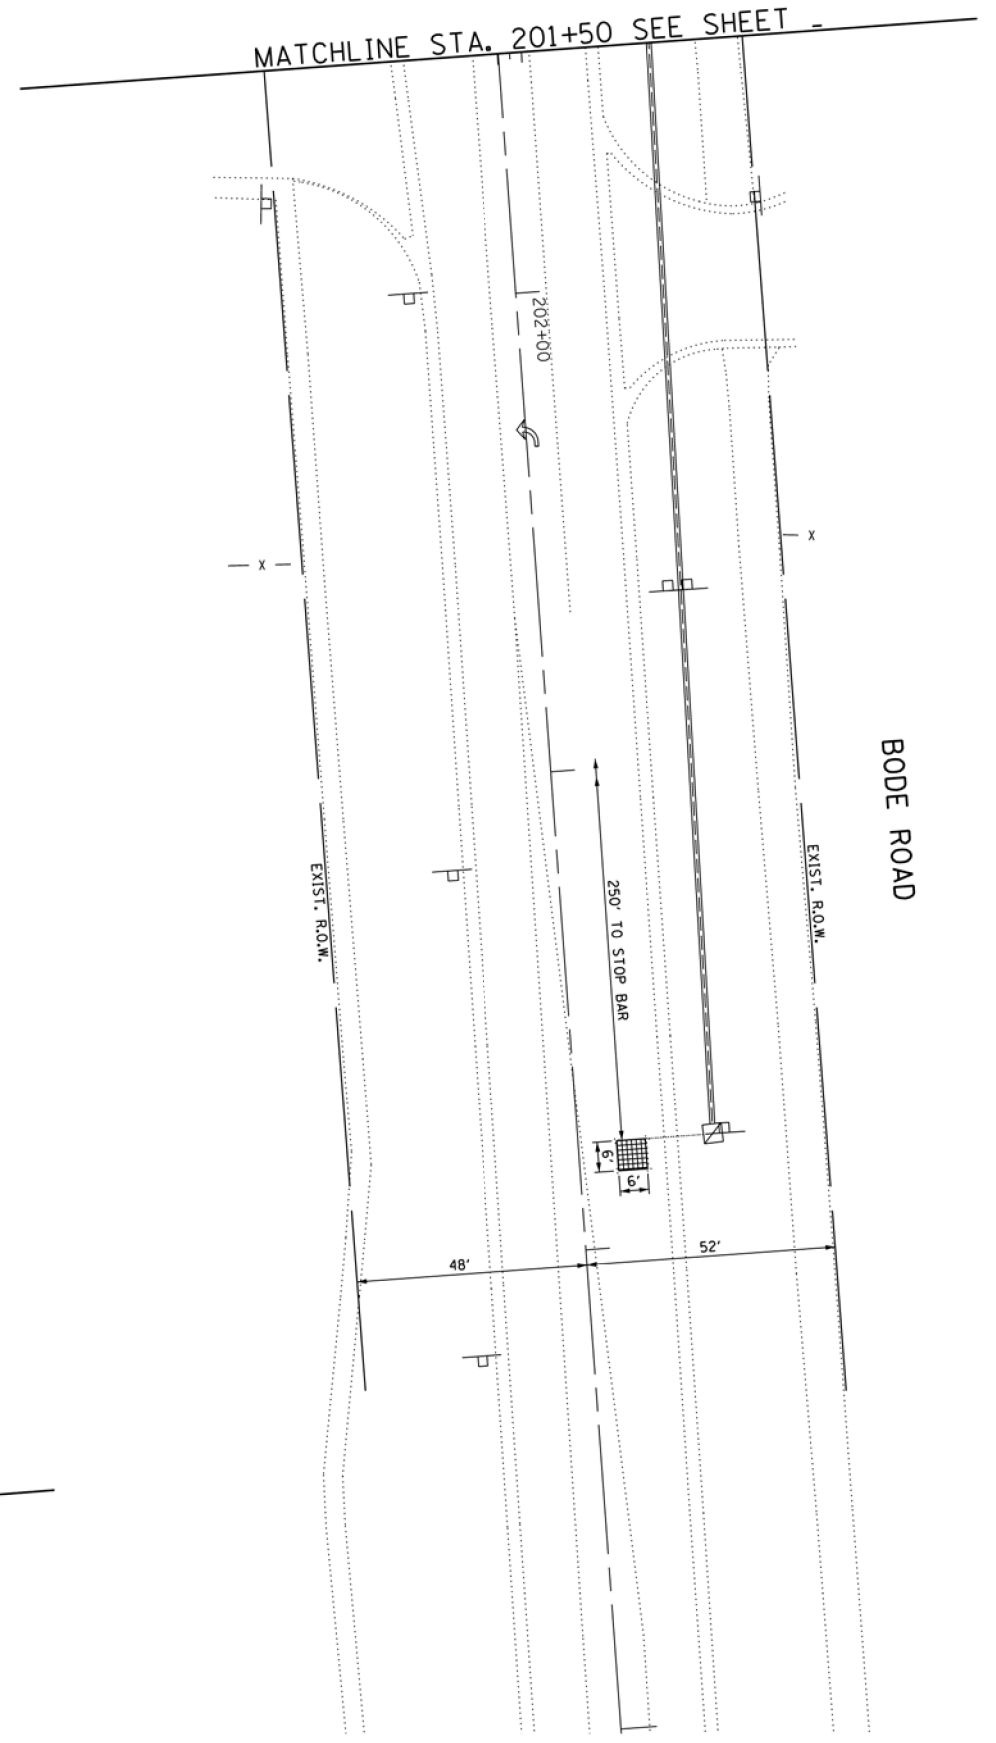 MATCHLINE STA. 201+50 SEE SHEET _
202+00
X
X
BODE ROAD
EXIST. R.O.W.
EXIST. R.O.W.
250' TO STOP BAR
6'
6'
52'
48'